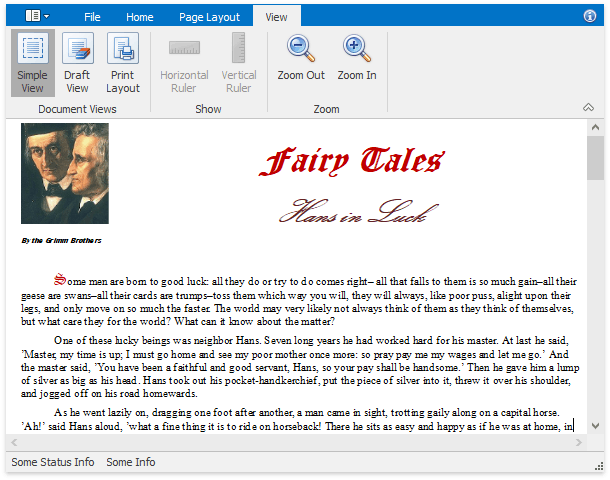 File Home Page Layout View
Simple View
Draft View
Print Layout
Horizontal Ruler
Vertical Ruler
Zoom Out
Zoom In
Document Views Show Zoom
Fairy Tales
Hans in Luck
By the Grimm Brothers
Some men are born to good luck: all they do or try to do comes right– all that falls to them is so much gain–all their
geese are swans–all their cards are trumps–toss them which way you will, they will always, like poor puss, alight upon their
legs, and only move on so much the faster. The world may very likely not always think of them as they think of themselves,
but what care they for the world? What can it know about the matter?
One of these lucky beings was neighbor Hans. Seven long years he had worked hard for his master. At last he said,
’Master, my time is up; I must go home and see my poor mother once more: so pray pay me my wages and let me go.’ And
the master said, ’You have been a faithful and good servant, Hans, so your pay shall be handsome.’ Then he gave him a lump
of silver as big as his head. Hans took out his pocket-handkerchief, put the piece of silver into it, threw it over his shoulder,
and jogged off on his road homewards.
As he went lazily on, dragging one foot after another, a man came in sight, trotting gaily along on a capital horse.
’Ah!’ said Hans aloud, ’what a fine thing it is to ride on horseback! There he sits as easy and happy as if he was at home, in
Some Status Info Some Info